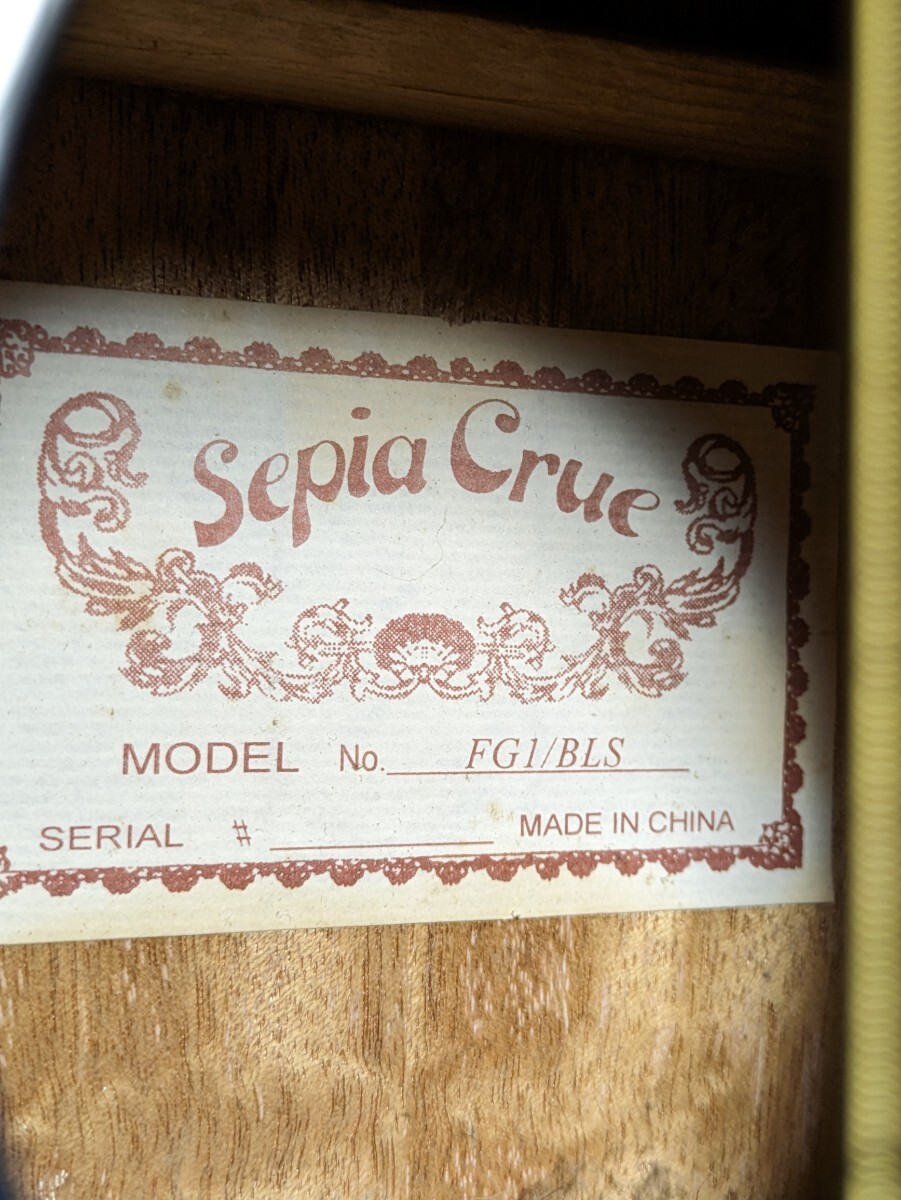 Sepia Crue
MODEL No. FG1/BLS
SERIAL # MADE IN CHINA